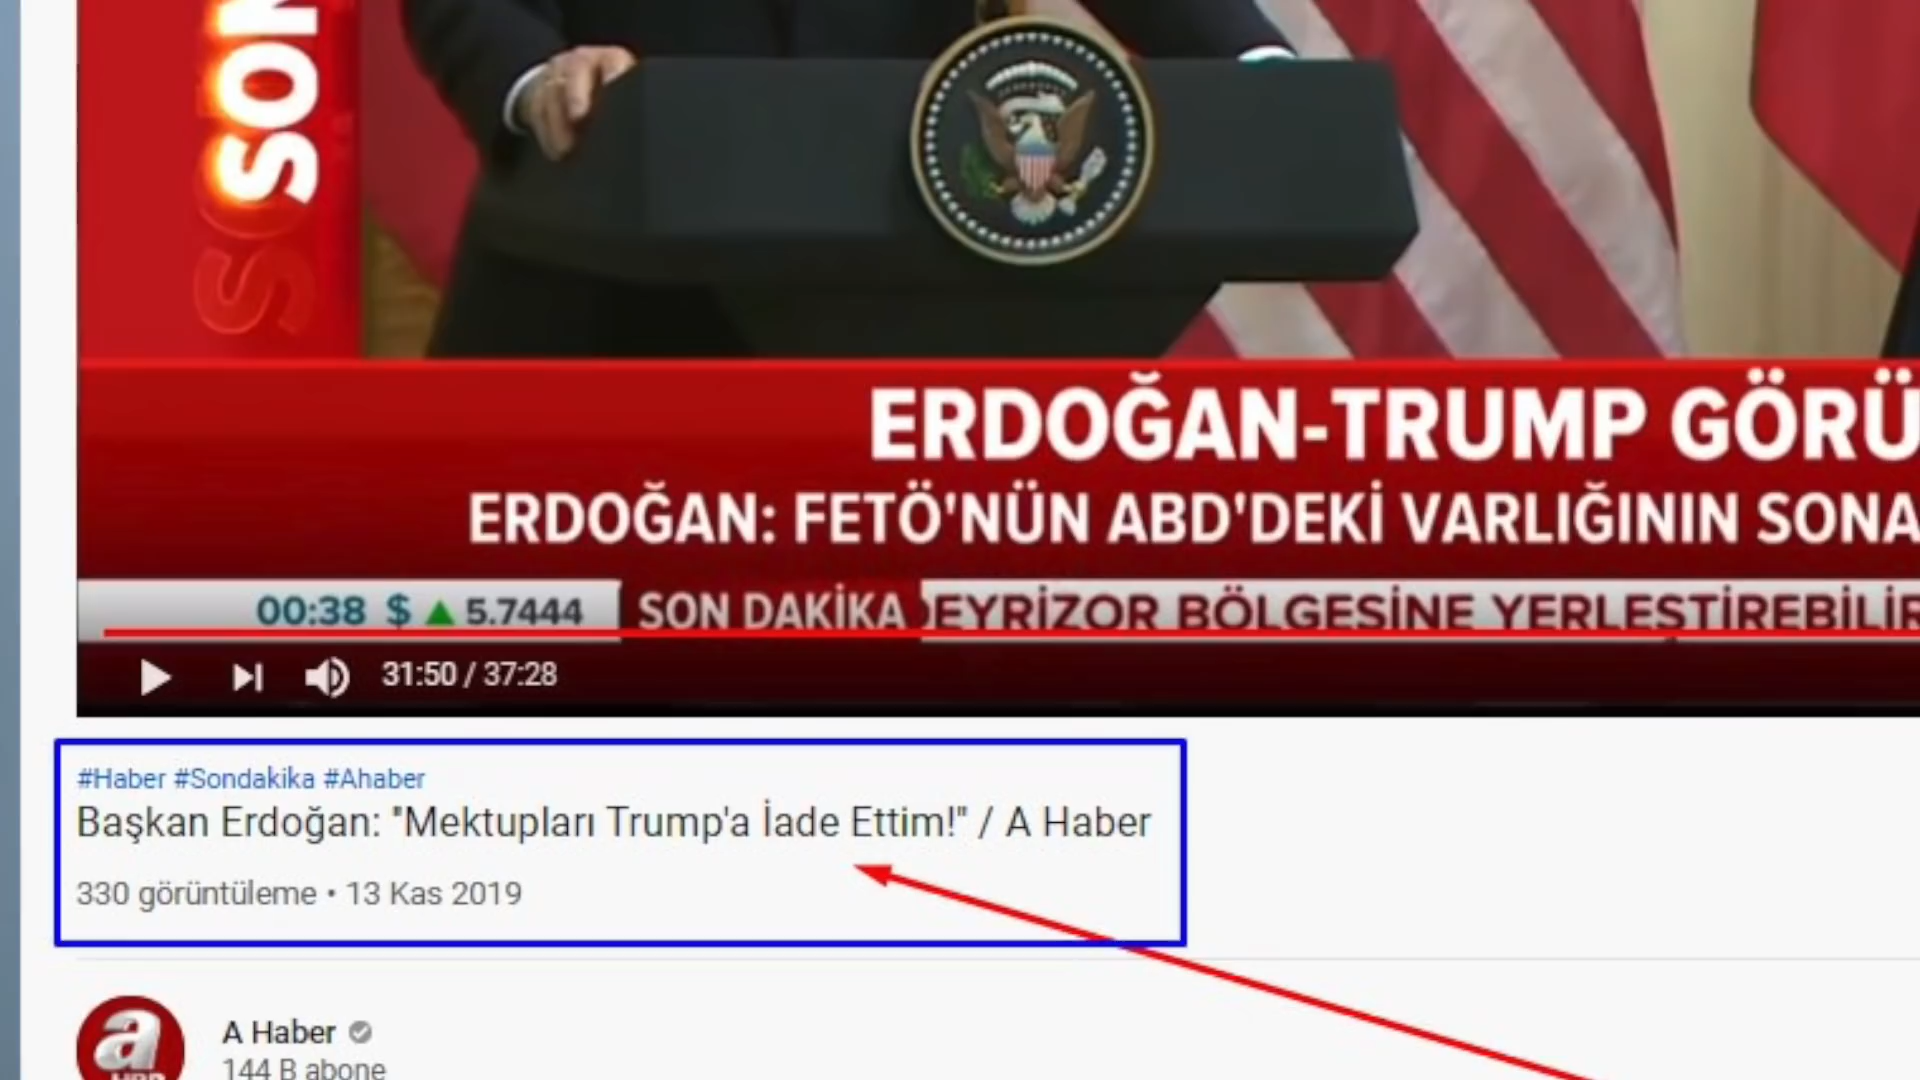 SON
ERDOĞAN-TRUMP GÖRÜ
ERDOĞAN: FETÖ'NÜN ABD'DEKİ VARLIĞININ SONA
00:38 $ ▲ 5.7444
SON DAKİKA
DEYRİZOR BÖLGESİNE YERLEŞTİREBİLİR
31:50 / 37:28
#Haber #Sondakika #Ahaber
Başkan Erdoğan: "Mektupları Trump'a İade Ettim!" / A Haber
330 görüntüleme • 13 Kas 2019
a
A Haber
144 B abone